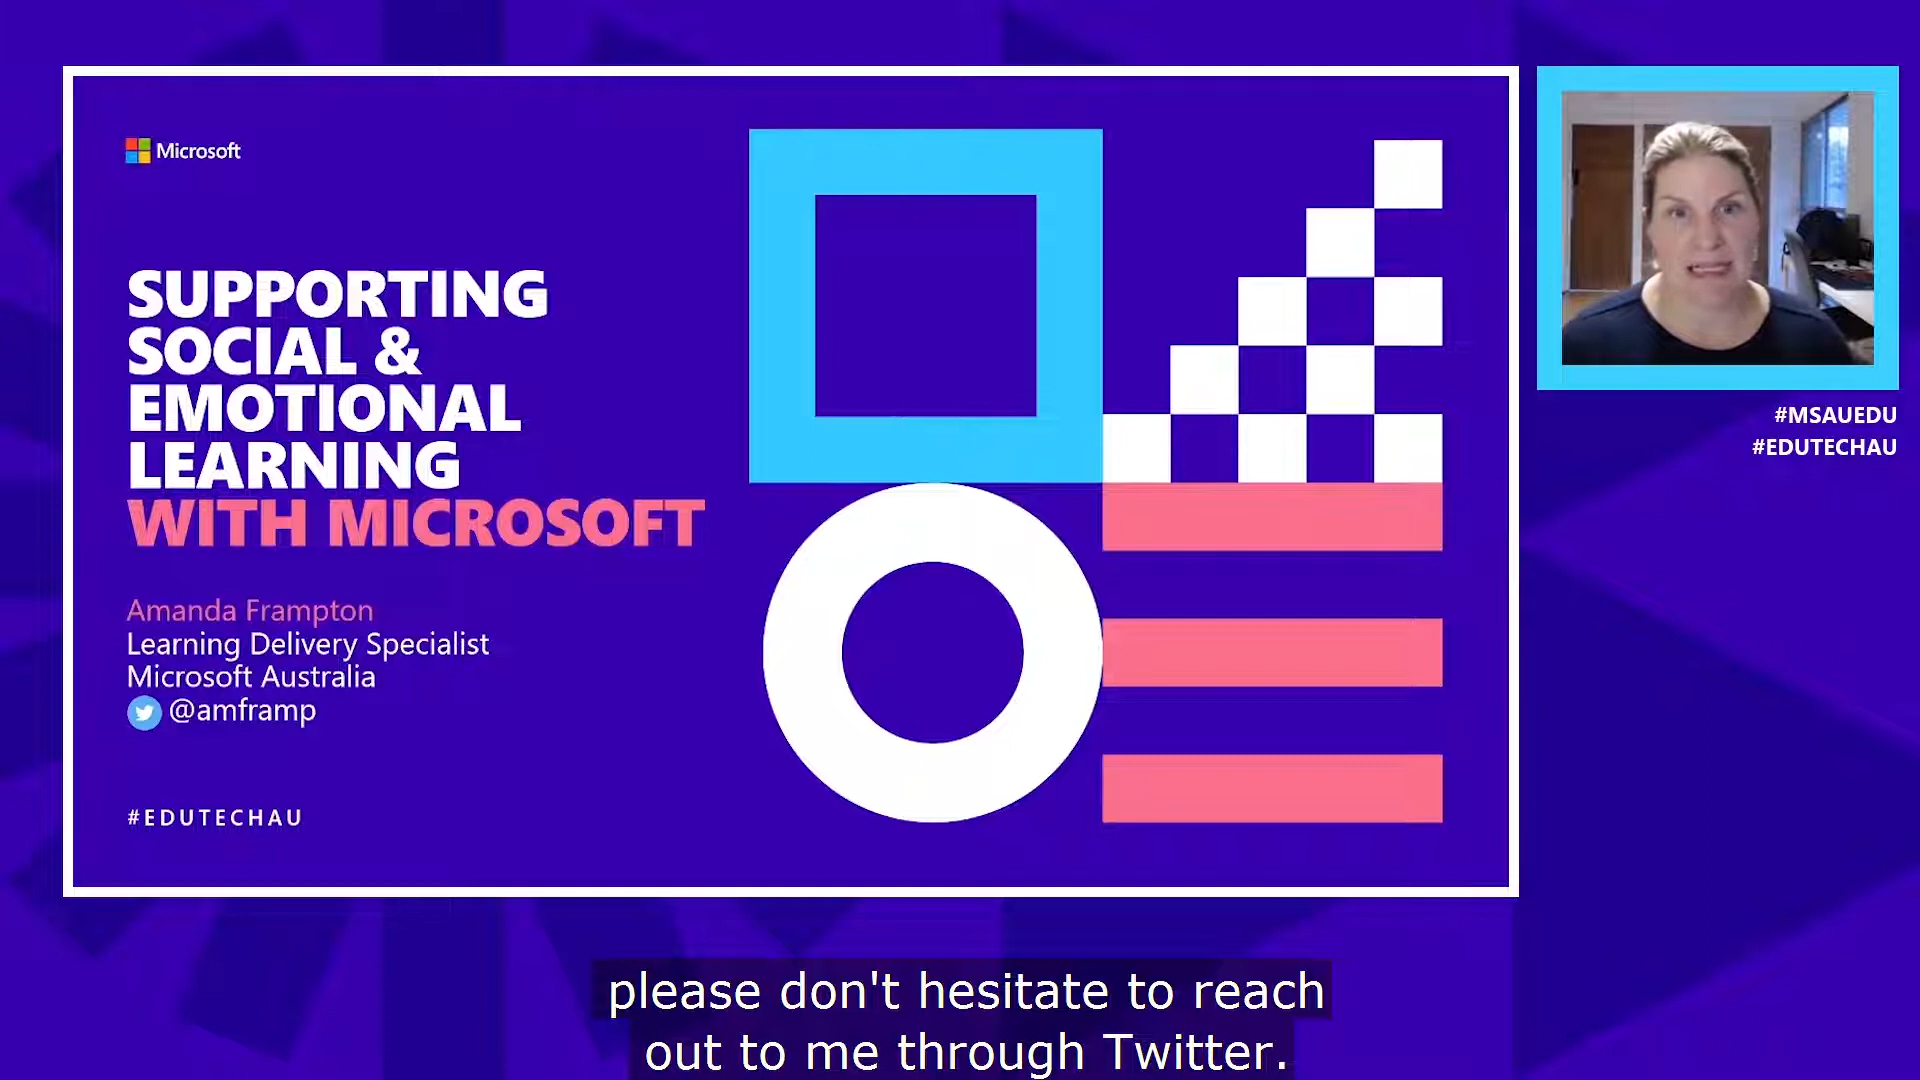 Microsoft
SUPPORTING
SOCIAL &
EMOTIONAL
LEARNING
WITH MICROSOFT
Amanda Frampton
Learning Delivery Specialist
Microsoft Australia
@amframp
#EDUTECHAU
#MSAUEDU
#EDUTECHAU
please don't hesitate to reach
out to me through Twitter.